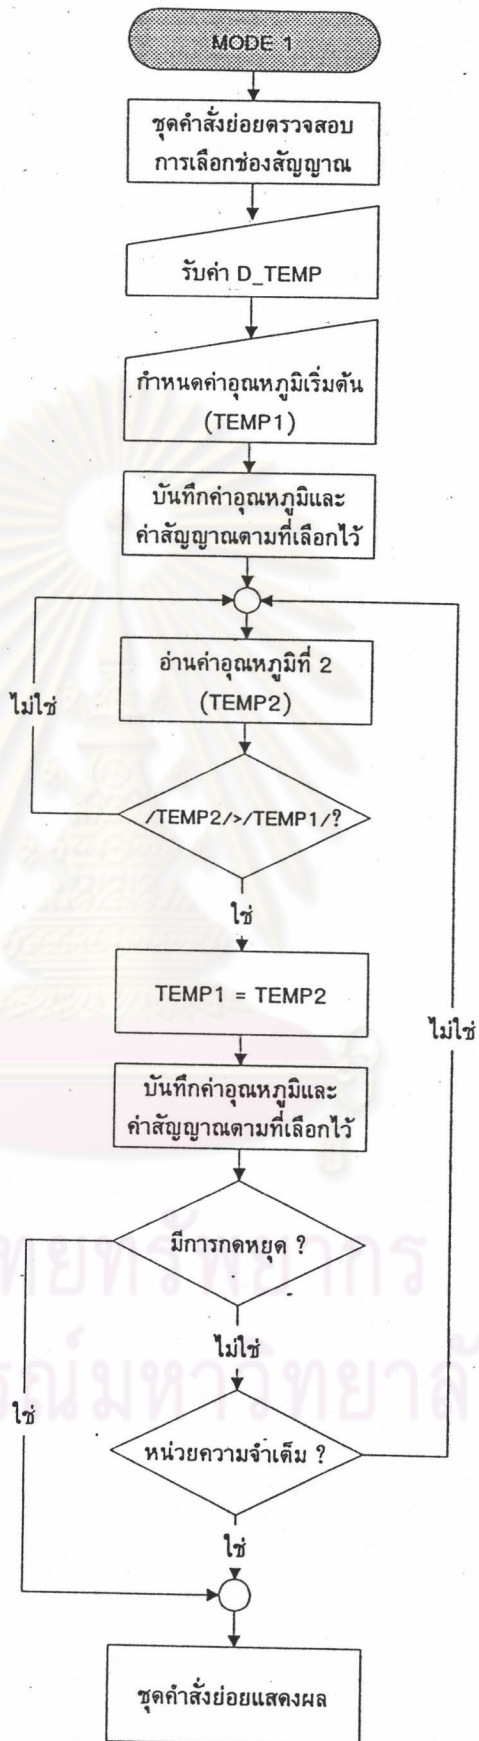 MODE 1
ชุดคำสั่งย่อยตรวจสอบ
การเลือกช่องสัญญาณ
รับค่า D_TEMP
กำหนดค่าอุณหภูมิเริ่มต้น
(TEMP1)
บันทึกค่าอุณหภูมิและ
ค่าสัญญาณตามที่เลือกไว้
อ่านค่าอุณหภูมิที่ 2
(TEMP2)
ไม่ใช่
/TEMP2/>/TEMP1/?
ใช่
TEMP1 = TEMP2
ไม่ใช่
บันทึกค่าอุณหภูมิและ
ค่าสัญญาณตามที่เลือกไว้
มีการกดหยุด ?
ไม่ใช่
ใช่
หน่วยความจำเต็ม ?
ใช่
ชุดคำสั่งย่อยแสดงผล